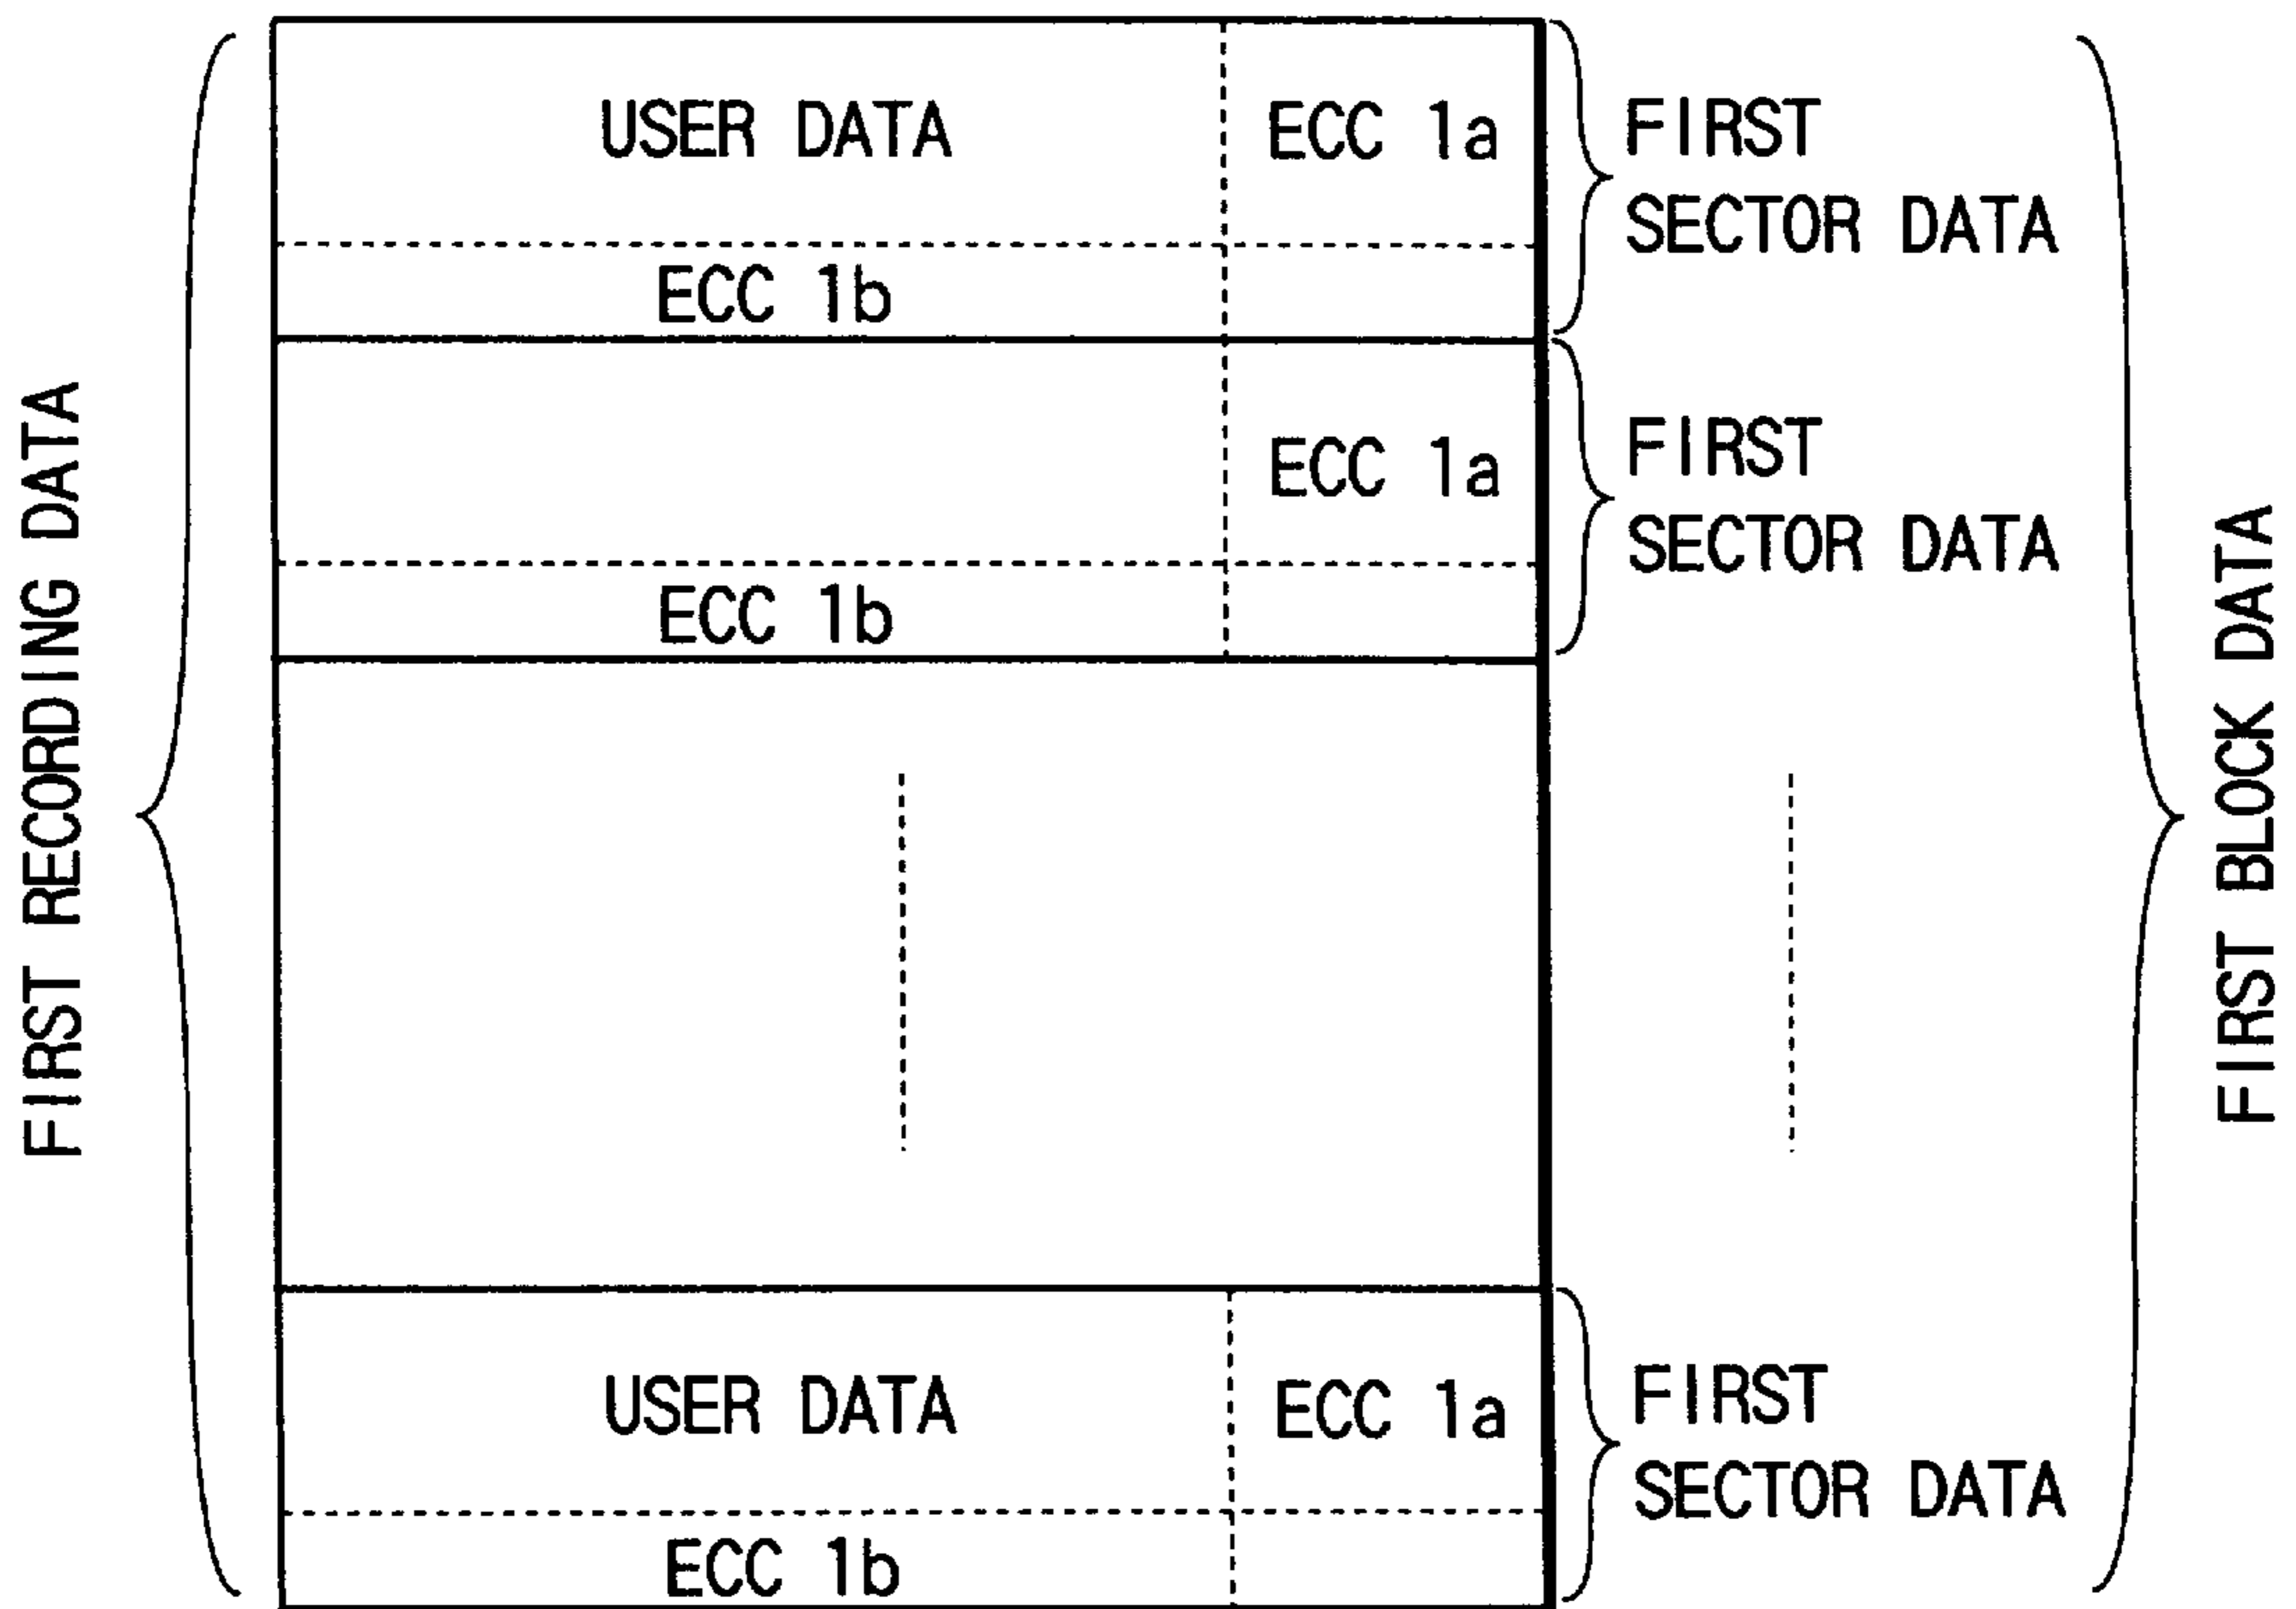 FIRST RECORDING DATA
USER DATA
ECC 1a
FIRST
SECTOR DATA
ECC 1b
ECC 1a
FIRST
SECTOR DATA
ECC 1b
USER DATA
ECC 1a
FIRST
SECTOR DATA
ECC 1b
FIRST BLOCK DATA